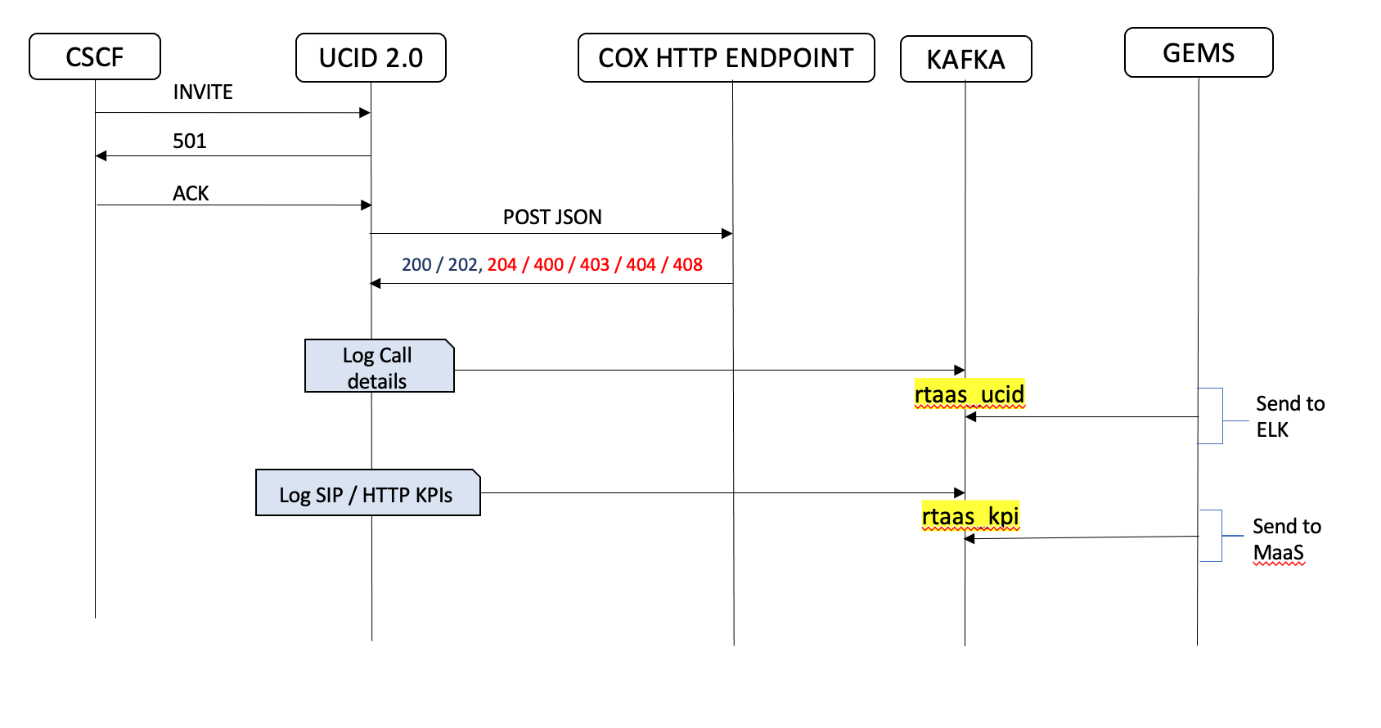 CSCF
UCID 2.0
COX HTTP ENDPOINT
KAFKA
GEMS
INVITE
501
ACK
POST JSON
200 / 202, 204 / 400 / 403 / 404 / 408
Log Call
details
rtaas_ucid
Send to
ELK
Log SIP / HTTP KPIs
rtaas_kpi
Send to
MaaS